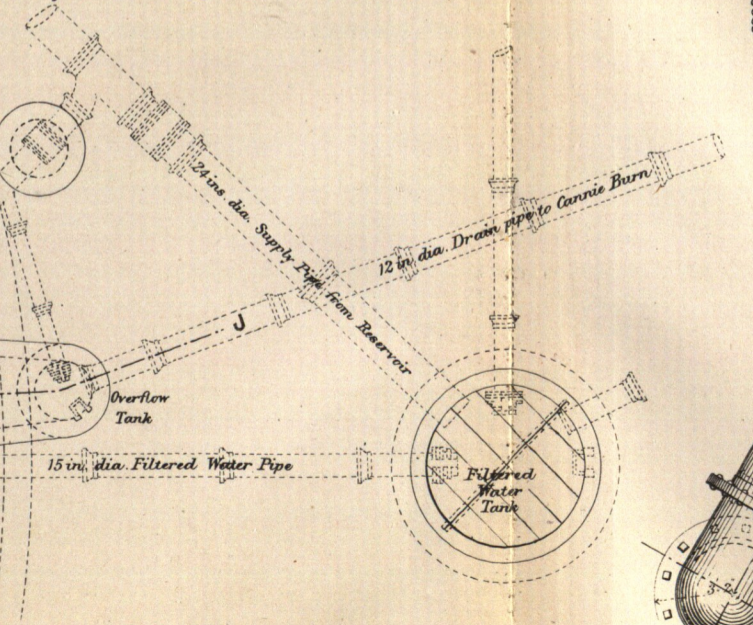 24 ins dia. Supply Pipe from Reservoir
12 in dia. Drain pipe to Cannie Burn
J
Overflow
Tank
15 in. dia. Filtered Water Pipe
Filtered
Water
Tank